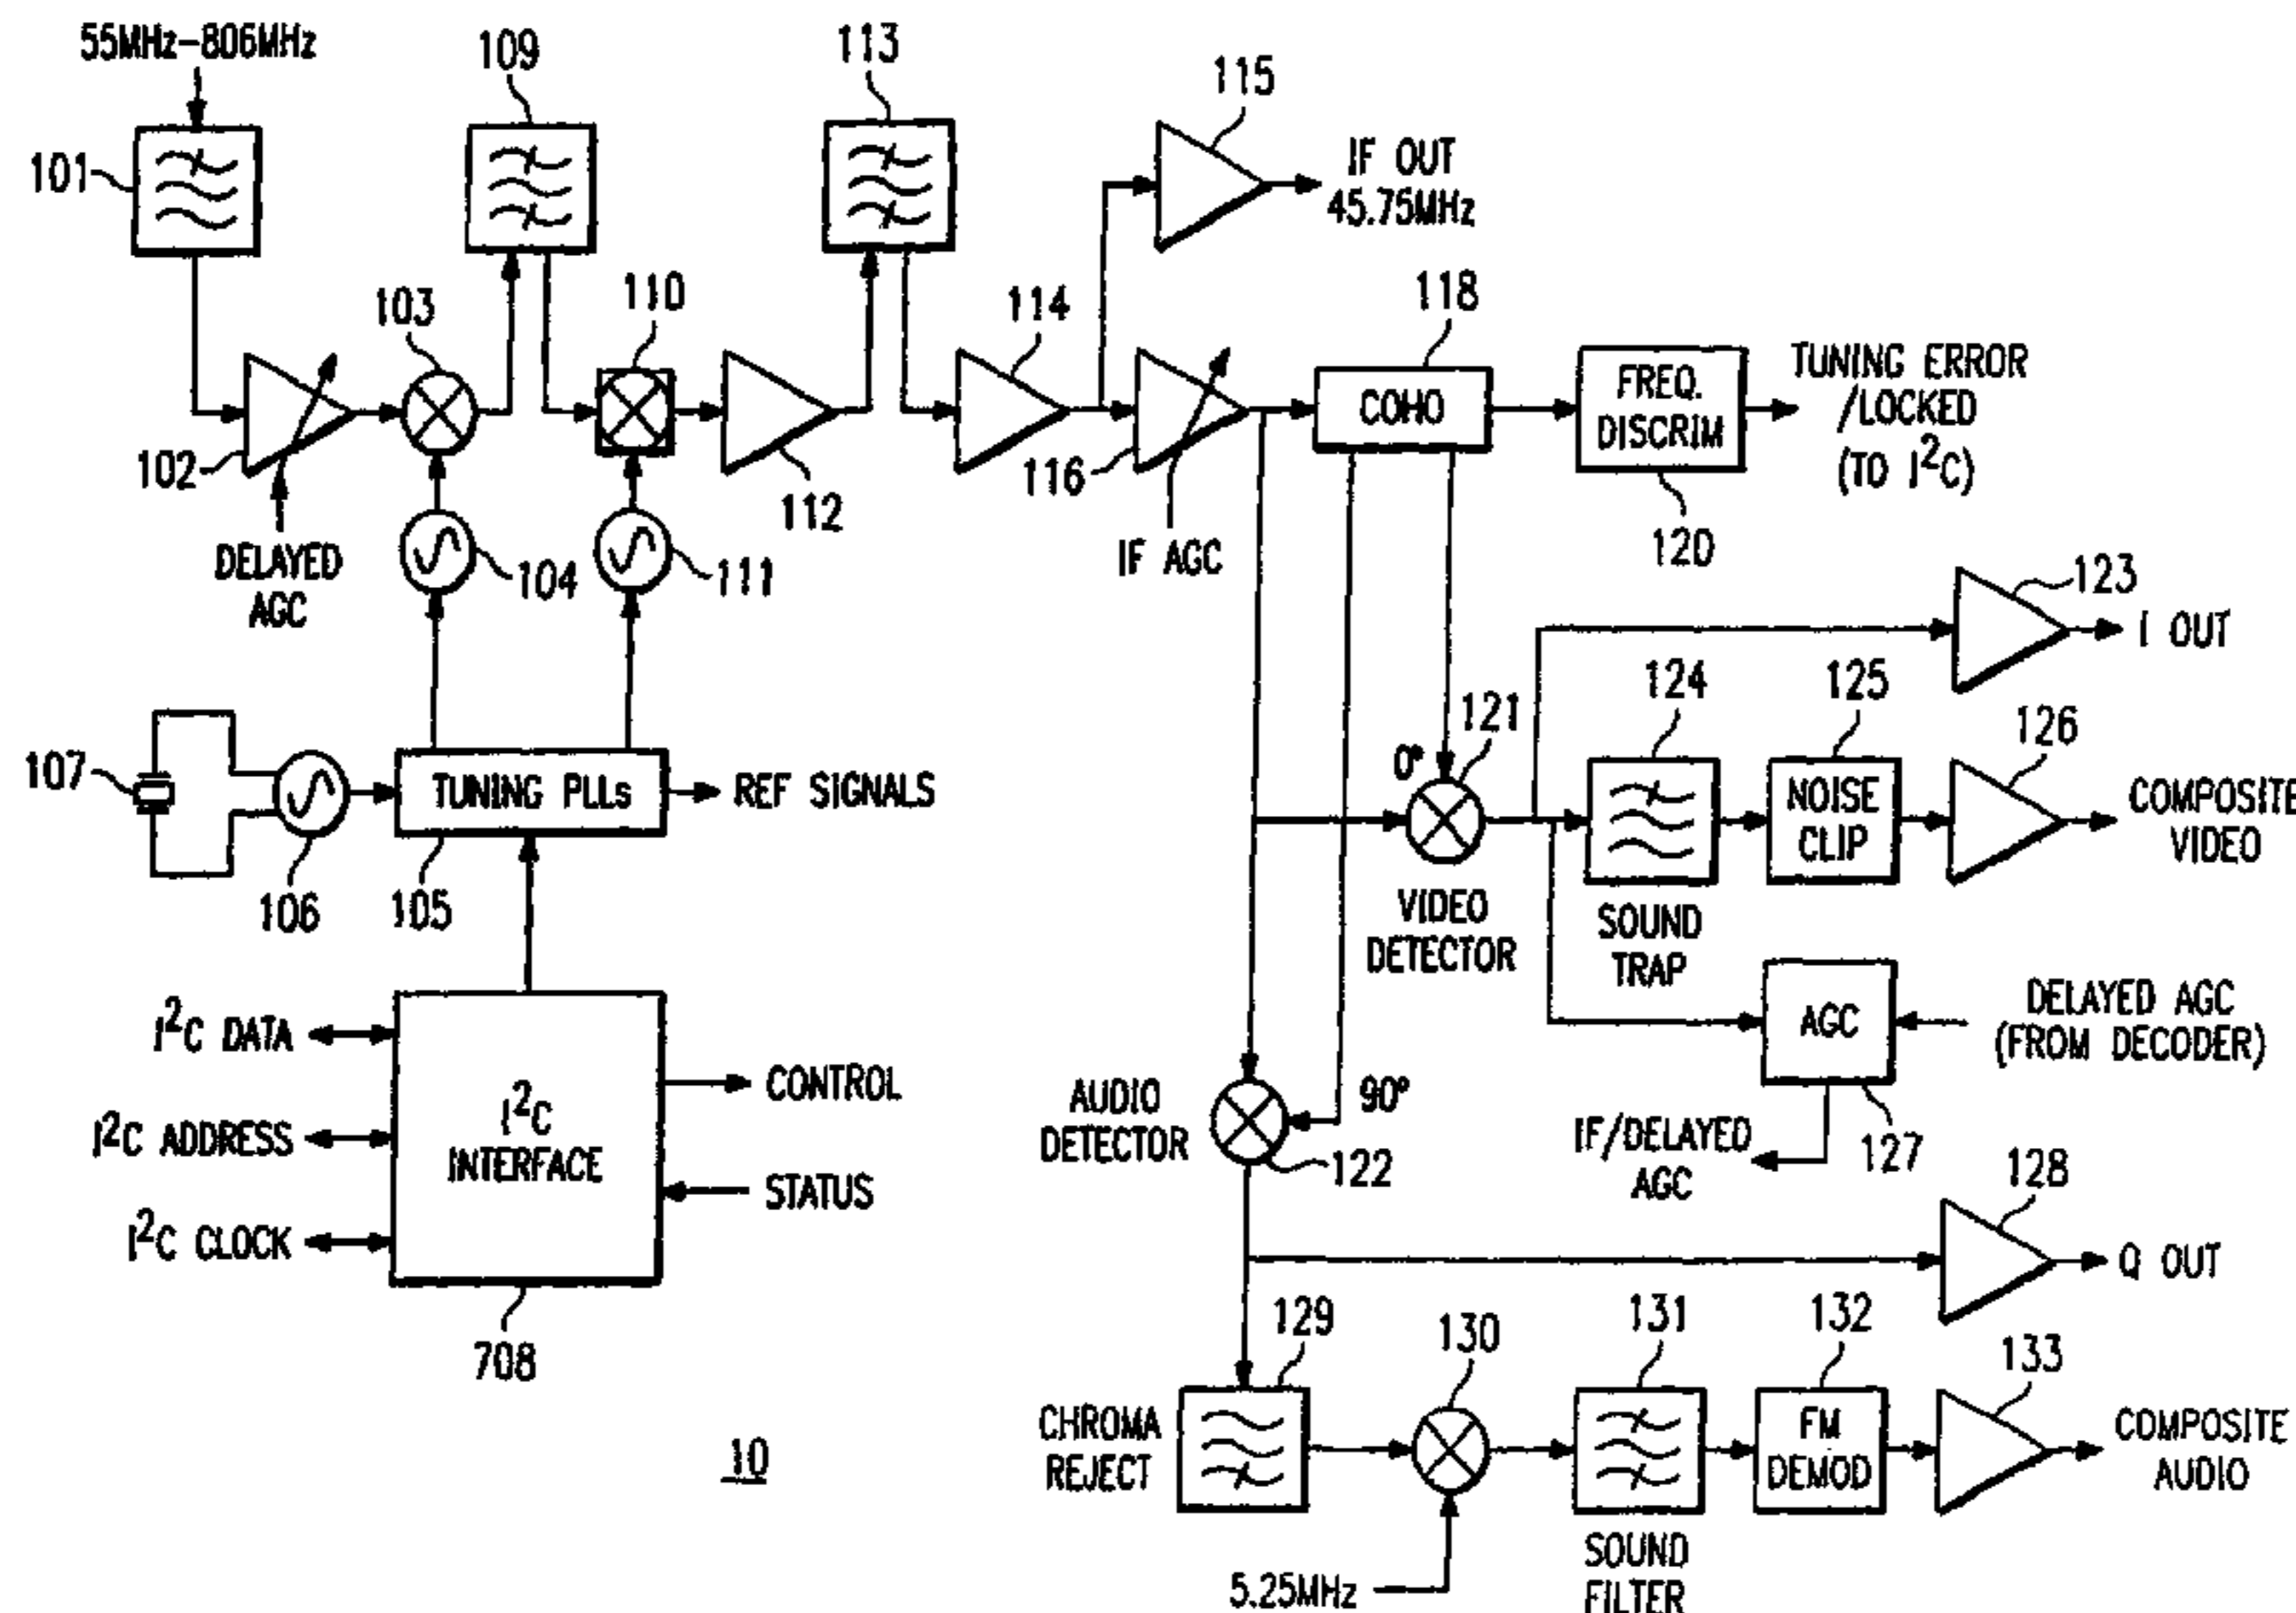 55MHz-806MHz
109
113
115
101
IF OUT
45.75MHz
103
110
114
118
102
112
116
COHO
FREQ.
DISCRIM
TUNING ERROR
/LOCKED
(TO I²C)
DELAYED
AGC
104
111
IF AGC
120
123
I OUT
107
106
TUNING PLLs
105
REF SIGNALS
0°
121
VIDEO
DETECTOR
124
SOUND
TRAP
125
NOISE
CLIP
126
COMPOSITE
VIDEO
I²C DATA
I²C ADDRESS
I²C CLOCK
I²C
INTERFACE
CONTROL
STATUS
708
AUDIO
DETECTOR
90°
122
AGC
DELAYED AGC
(FROM DECODER)
IF/DELAYED
AGC
127
128
Q OUT
10
CHROMA
REJECT
129
130
5.25MHz
131
SOUND
FILTER
132
FM
DEMOD
133
COMPOSITE
AUDIO